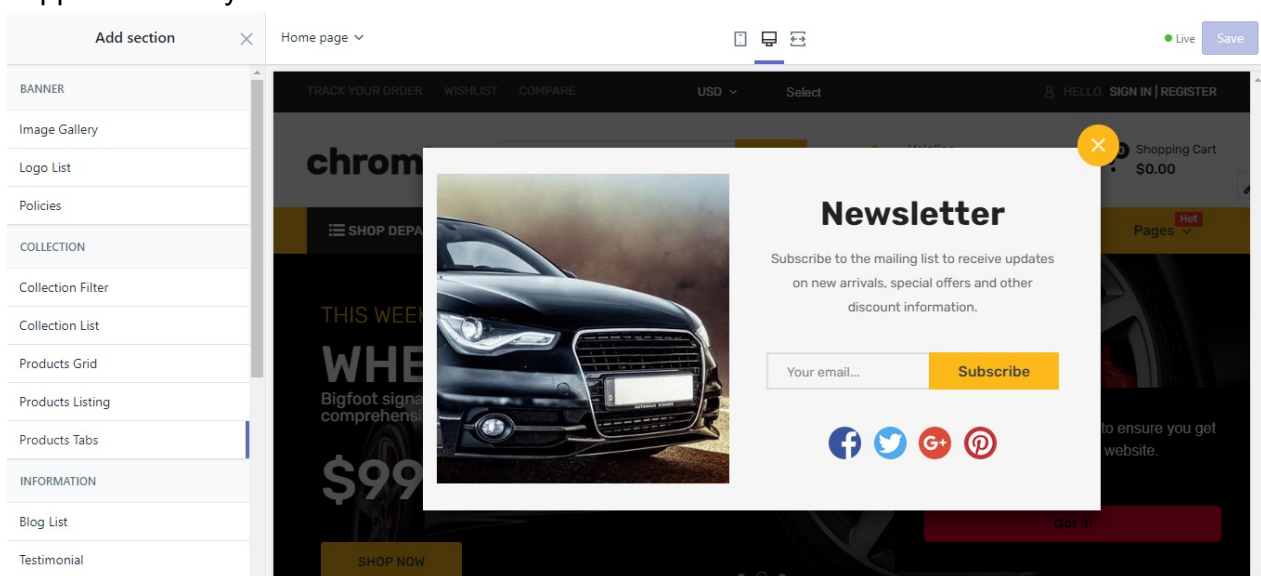 Add section
Home page
Live
Save
BANNER
Image Gallery
Logo List
Policies
COLLECTION
Collection Filter
Collection List
Products Grid
Products Listing
Products Tabs
INFORMATION
Blog List
Testimonial
TRACK YOUR ORDER WISHLIST COMPARE USD Select HELLO. SIGN IN | REGISTER
chrom
Shopping Cart
$0.00
SHOP DEPA
Hot
Pages
THIS WEE
WHE
Bigfoot signa
comprehensi
$99
SHOP NOW
Newsletter
Subscribe to the mailing list to receive updates
on new arrivals, special offers and other
discount information.
Your email... Subscribe
to ensure you get
website.
Got it!